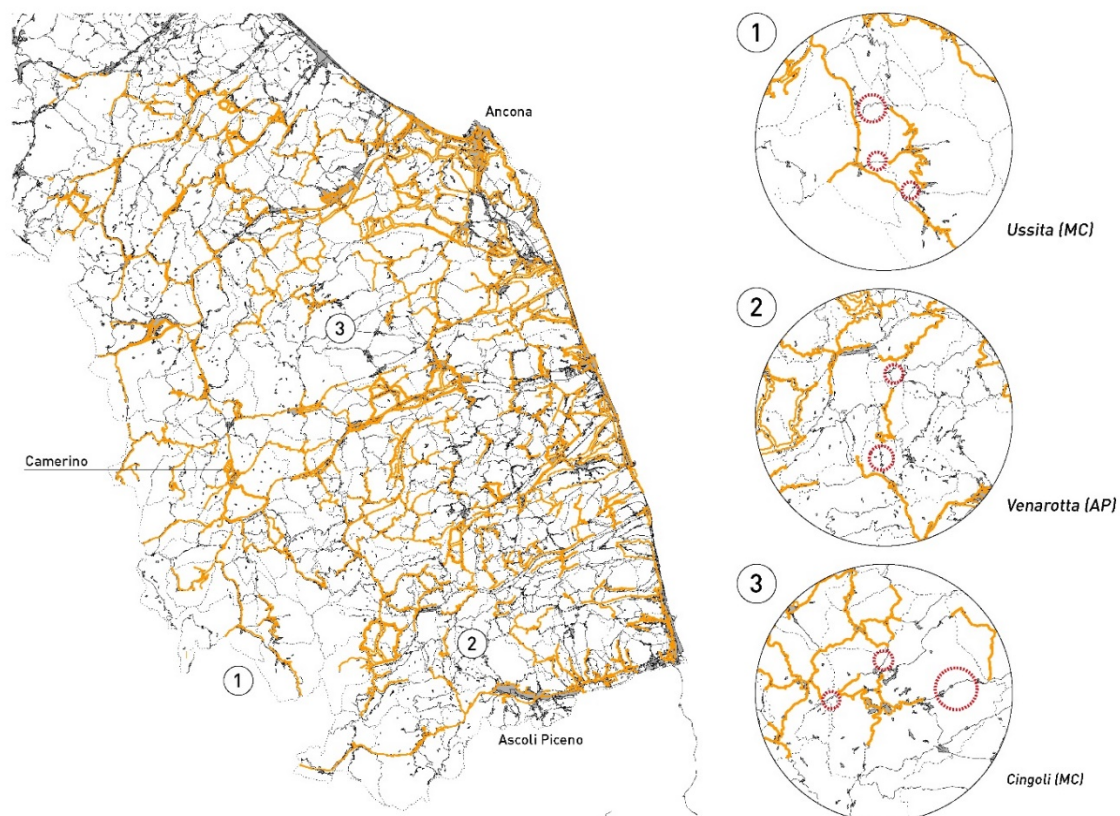 Ancona
3
Camerino
2
1
Ascoli Piceno
1
Ussita (MC)
2
Venarotta (AP)
3
Cingoli (MC)